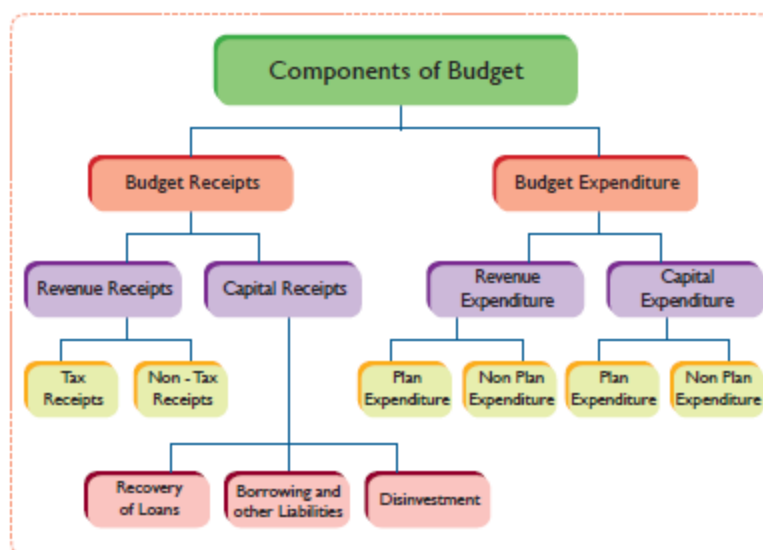 Components of Budget
Budget Receipts
Budget Expenditure
Revenue Receipts
Capital Receipts
Revenue
Expenditure
Capital
Expenditure
Tax
Receipts
Non - Tax
Receipts
Plan
Expenditure
Non Plan
Expenditure
Plan
Expenditure
Non Plan
Expenditure
Recovery
of Loans
Borrowing and
other Liabilities
Disinvestment